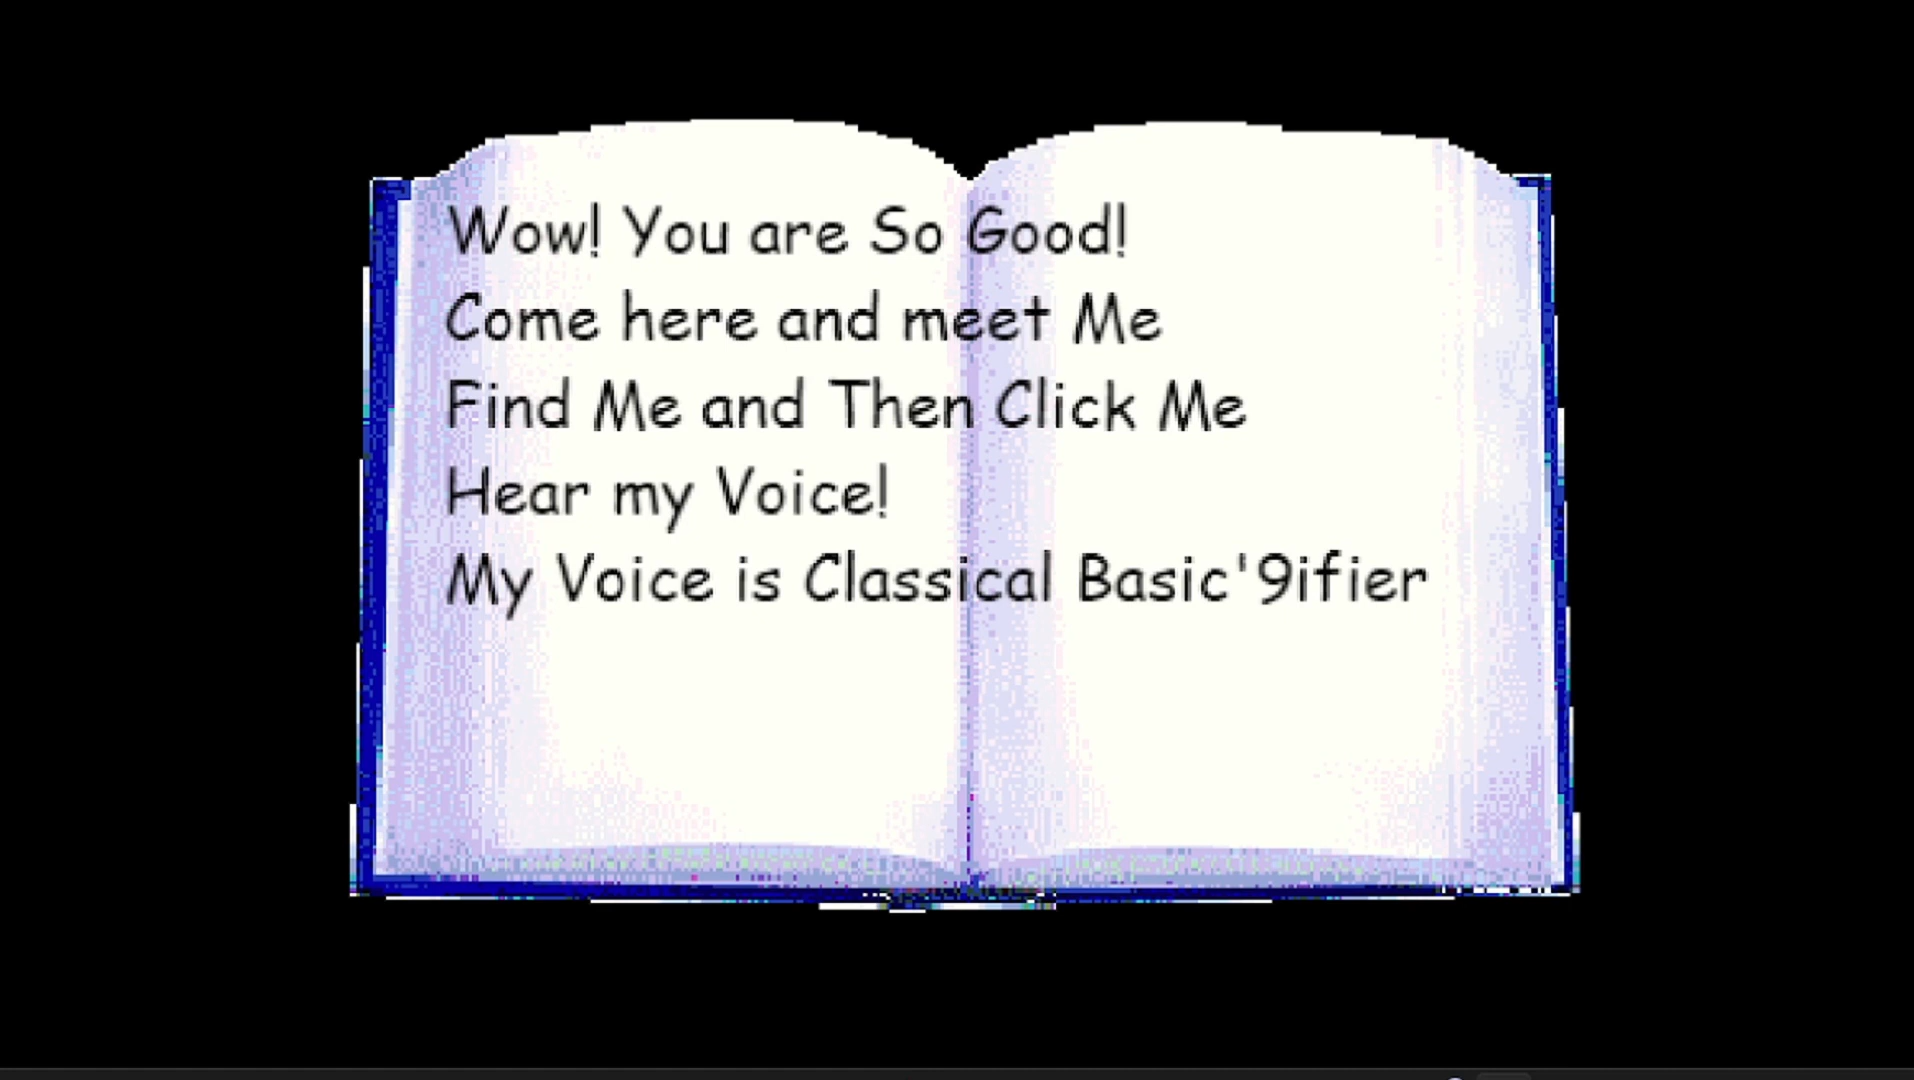 Wow! You are So Good!
Come here and meet Me
Find Me and Then Click Me
Hear my Voice!
My Voice is Classical Basic'9ifier